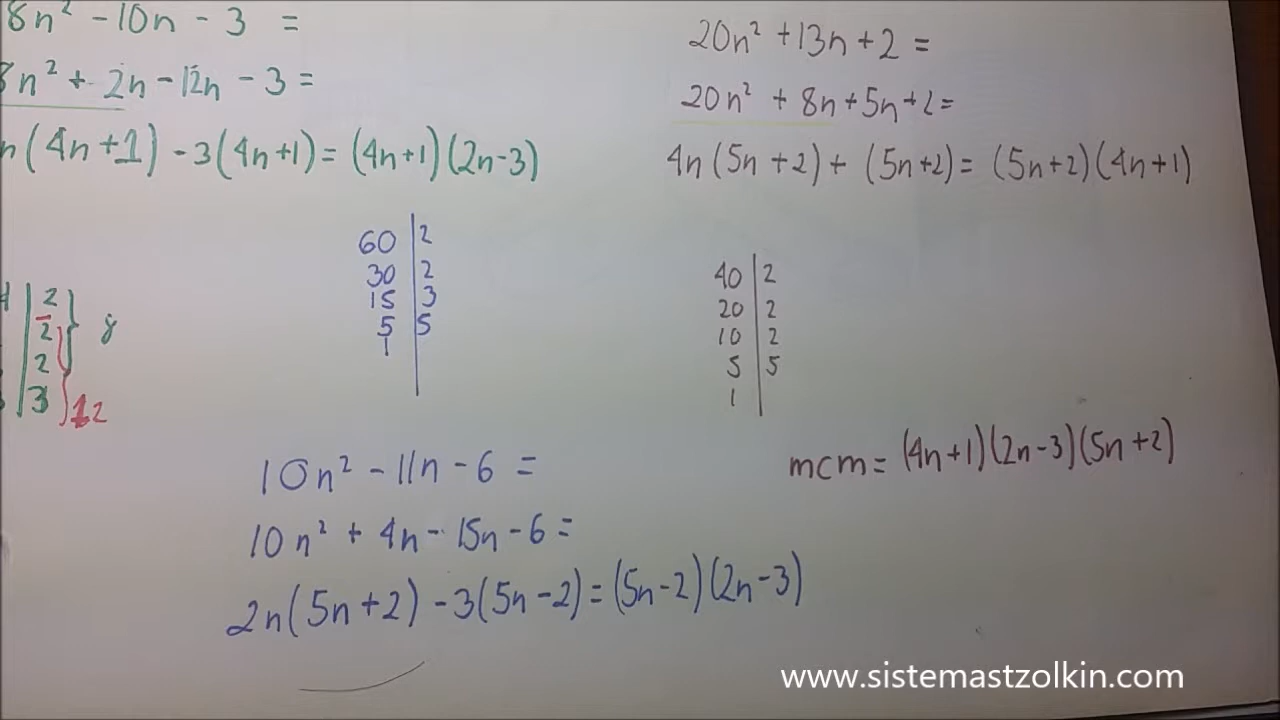 8n² - 10n - 3 =
8n² + 2n - 12n - 3 =
n(4n+1) - 3(4n+1) = (4n+1)(2n-3)
20n² + 13n + 2 =
20n² + 8n + 5n + 2 =
4n(5n+2) + (5n+2) = (5n+2)(4n+1)
2
2 } 8
2
3 } 12
60 | 2
30 | 2
15 | 3
5 | 5
1
40 | 2
20 | 2
10 | 2
5 | 5
1
mcm = (4n+1)(2n-3)(5n+2)
10n² - 11n - 6 =
10n² + 4n - 15n - 6 =
2n(5n+2) - 3(5n-2) = (5n-2)(2n-3)
www.sistemastzolkin.com